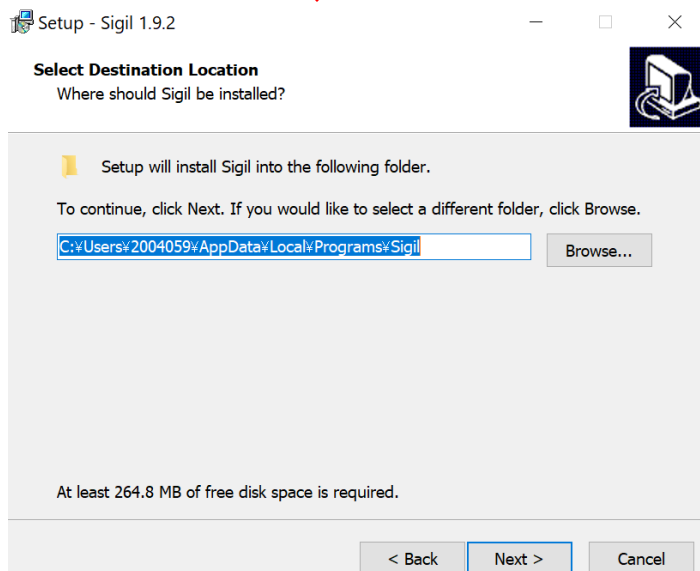 Setup - Sigil 1.9.2
Select Destination Location
Where should Sigil be installed?
Setup will install Sigil into the following folder.
To continue, click Next. If you would like to select a different folder, click Browse.
C:¥Users¥2004059¥AppData¥Local¥Programs¥Sigil
Browse...
At least 264.8 MB of free disk space is required.
< Back Next > Cancel